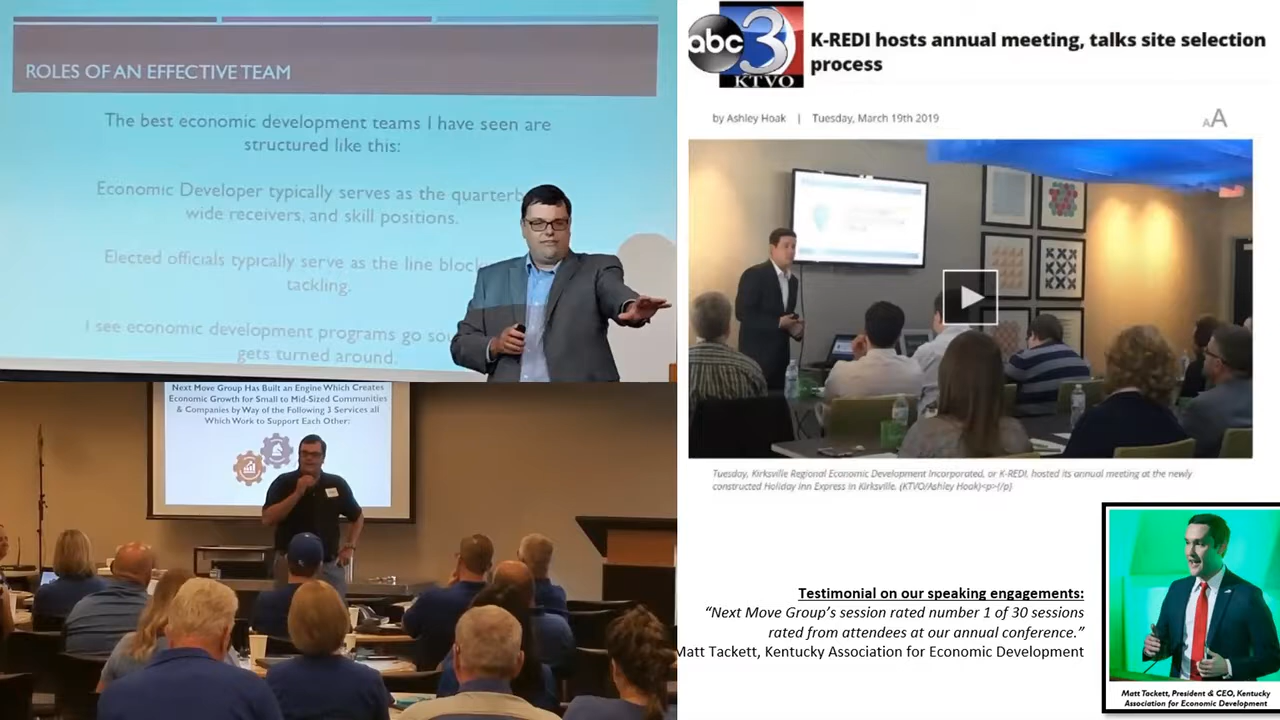 ROLES OF AN EFFECTIVE TEAM
The best economic development teams I have seen are
structured like this:
Economic Developer typically serves as the
wide receivers, and skill positions.
Elected officials typically serve as the line
tackling.
I see economic development programs go
gets turned around.
Next Move Group Has Built an Engine Which Creates
Economic Growth for Small to Mid-Sized Communities
& Companies by Way of the Following 3 Services all
Which Work to Support Each Other:
abc 3
KTVO
K-REDI hosts annual meeting, talks site selection
process
by Ashley Hoak | Tuesday, March 19th 2019
AA
Tuesday, Kirksville Regional Economic Development Incorporated, or K-REDI, hosted its annual meeting at the newly
constructed Holiday Inn Express in Kirksville. (KTVO/Ashley Hoak)<p>(/p)
Testimonial on our speaking engagements:
“Next Move Group’s session rated number 1 of 30 sessions
rated from attendees at our annual conference.”
Matt Tackett, Kentucky Association for Economic Development
Matt Tackett, President & CEO, Kentucky
Association for Economic Development